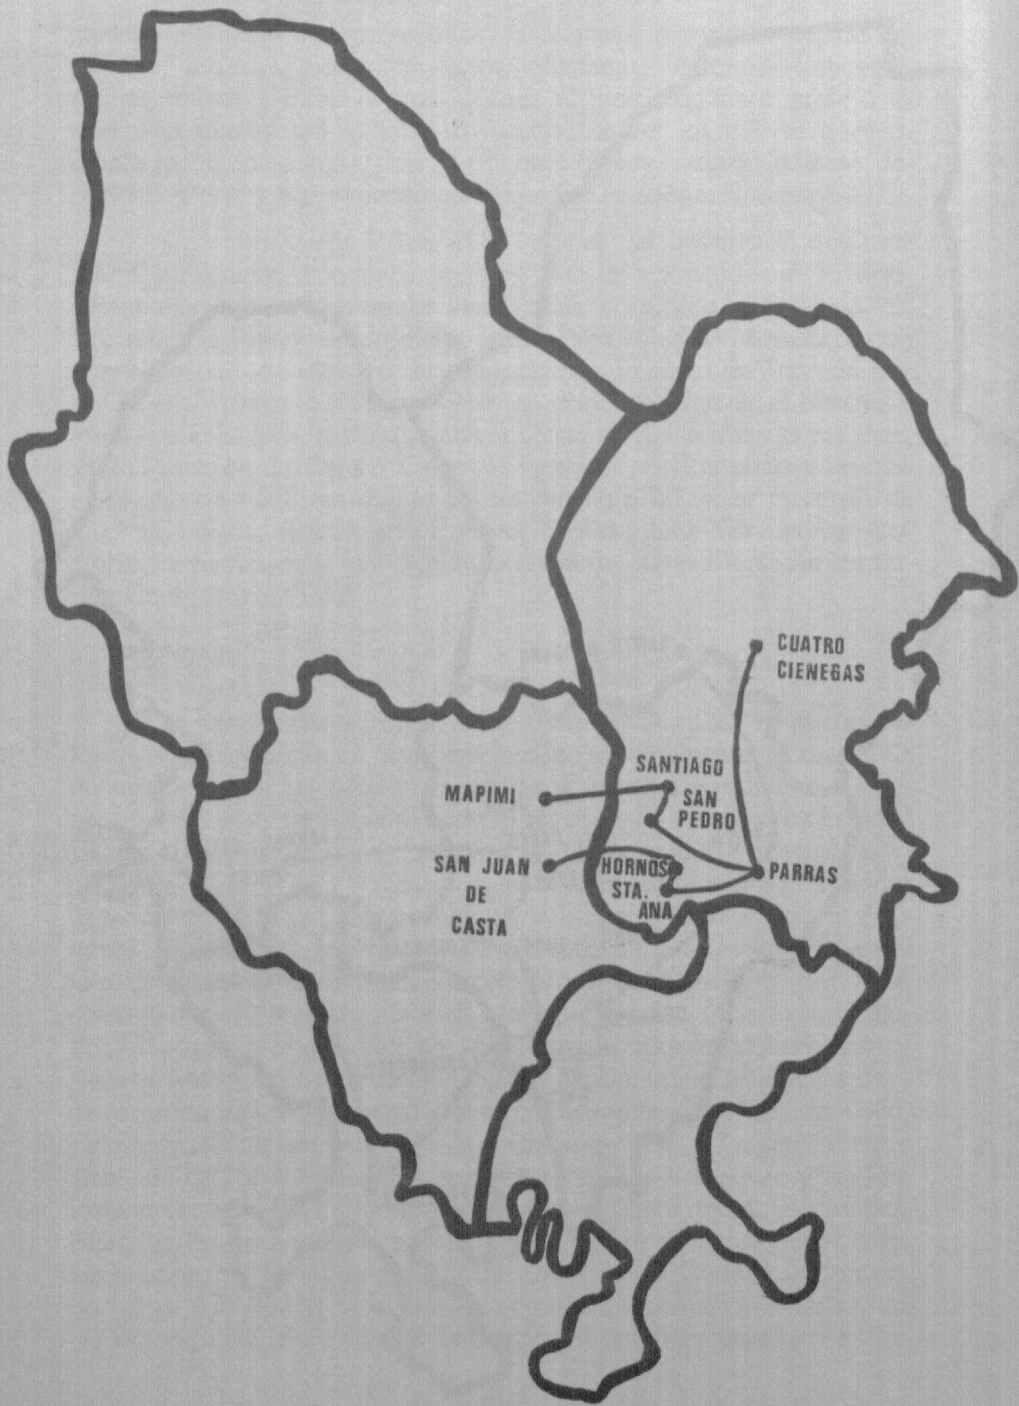 CUATRO
CIENEGAS
SANTIAGO
MAPIMI
SAN
PEDRO
SAN JUAN
DE
CASTA
HORNOS
STA.
ANA
PARRAS